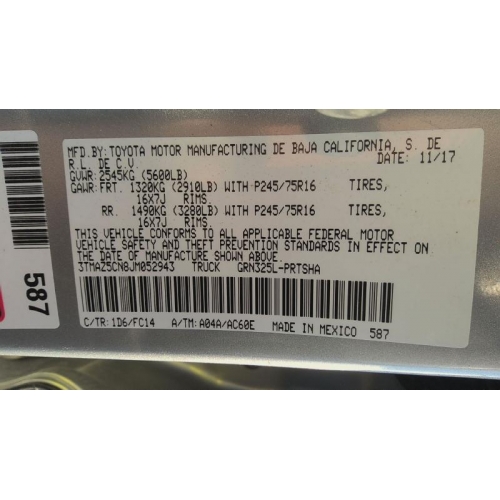 MFD.BY: TOYOTA MOTOR MANUFACTURING DE BAJA CALIFORNIA, S. DE
R.L. DE C.V. DATE: 11/17
GVWR: 2545KG (5600LB)
GAWR: FRT. 1320KG (2910LB) WITH P245/75R16 TIRES,
16X7J RIMS.
RR. 1490KG (3280LB) WITH P245/75R16 TIRES,
16X7J RIMS.
THIS VEHICLE CONFORMS TO ALL APPLICABLE FEDERAL MOTOR
VEHICLE SAFETY AND THEFT PREVENTION STANDARDS IN EFFECT ON
THE DATE OF MANUFACTURE SHOWN ABOVE.
3TMAZ5CN8JM052943 TRUCK GRN325L-PRTSHA
C/TR: 1D6/FC14 A/TM: A04A/AC60E MADE IN MEXICO 587
587